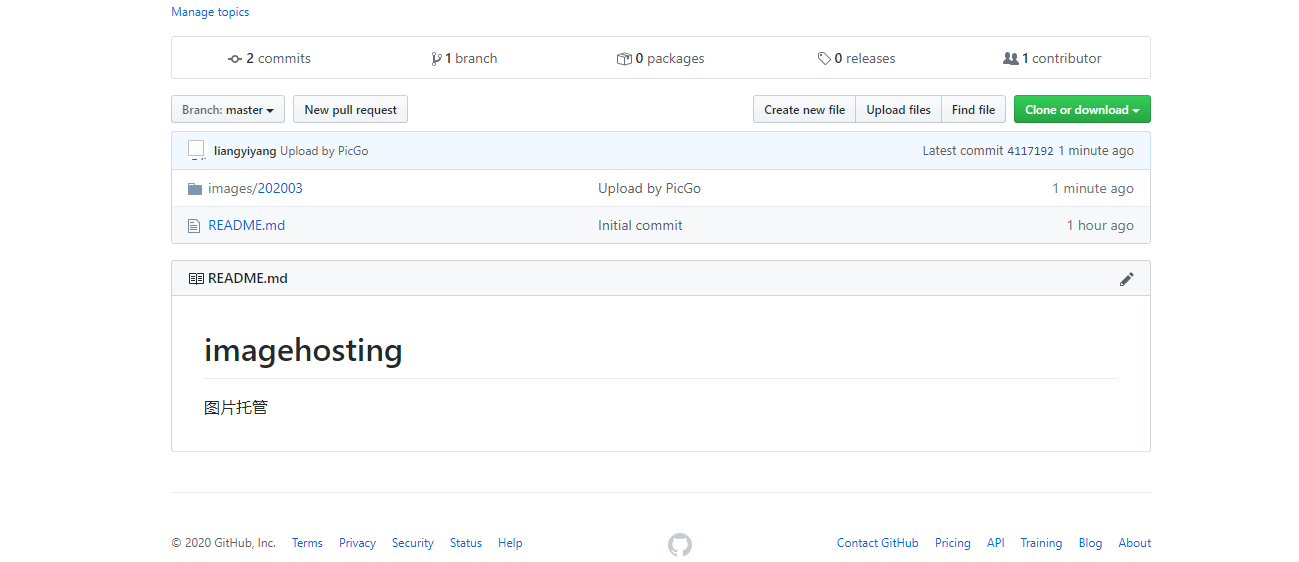 Manage topics
2 commits 1 branch 0 packages 0 releases 1 contributor
Branch: master New pull request Create new file Upload files Find file Clone or download
liangyiyang Upload by PicGo Latest commit 4117192 1 minute ago
images/202003 Upload by PicGo 1 minute ago
README.md Initial commit 1 hour ago
README.md
imagehosting
图片托管
© 2020 GitHub, Inc. Terms Privacy Security Status Help Contact GitHub Pricing API Training Blog About